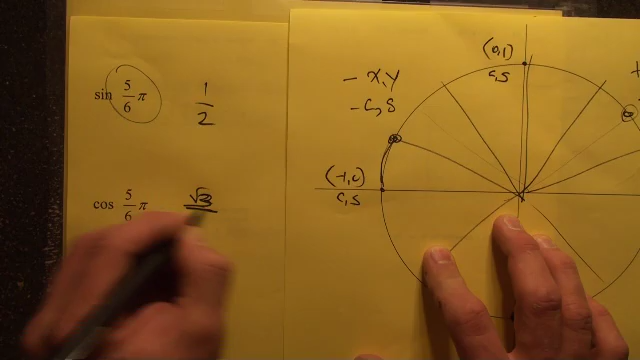 sin 5/6 π 1/2
cos 5/6 π √3
- x, y
- c, s
(0,1)
c, s
(-1,0)
c, s